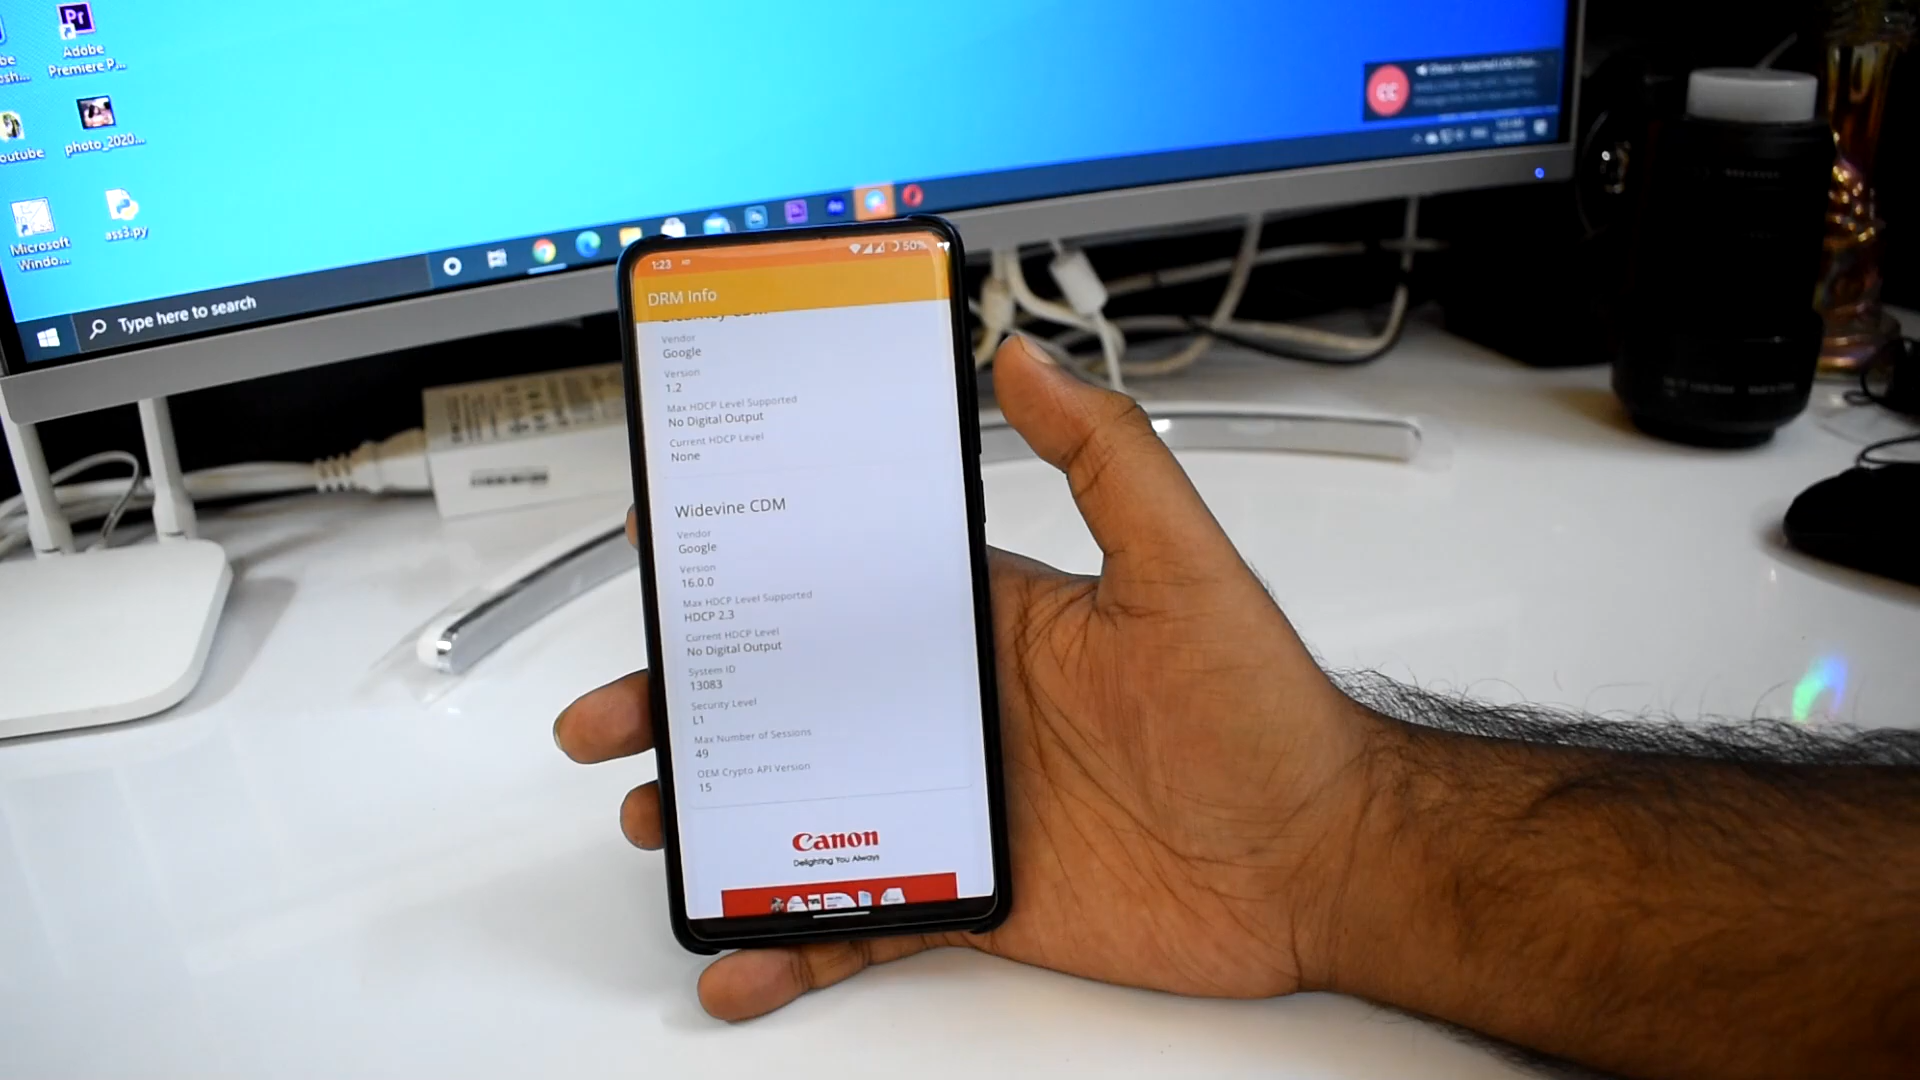 Pr
Adobe
Premiere P...
photo_2020...
outube
Microsoft
Windo...
ass3.py
Type here to search
CC
1:23
50%
DRM Info
Vendor
Google
Version
1.2
Max HDCP Level Supported
No Digital Output
Current HDCP Level
None
Widevine CDM
Vendor
Google
Version
16.0.0
Max HDCP Level Supported
HDCP 2.3
Current HDCP Level
No Digital Output
System ID
13083
Security Level
L1
Max Number of Sessions
49
OEM Crypto API Version
15
Canon
Delighting You Always